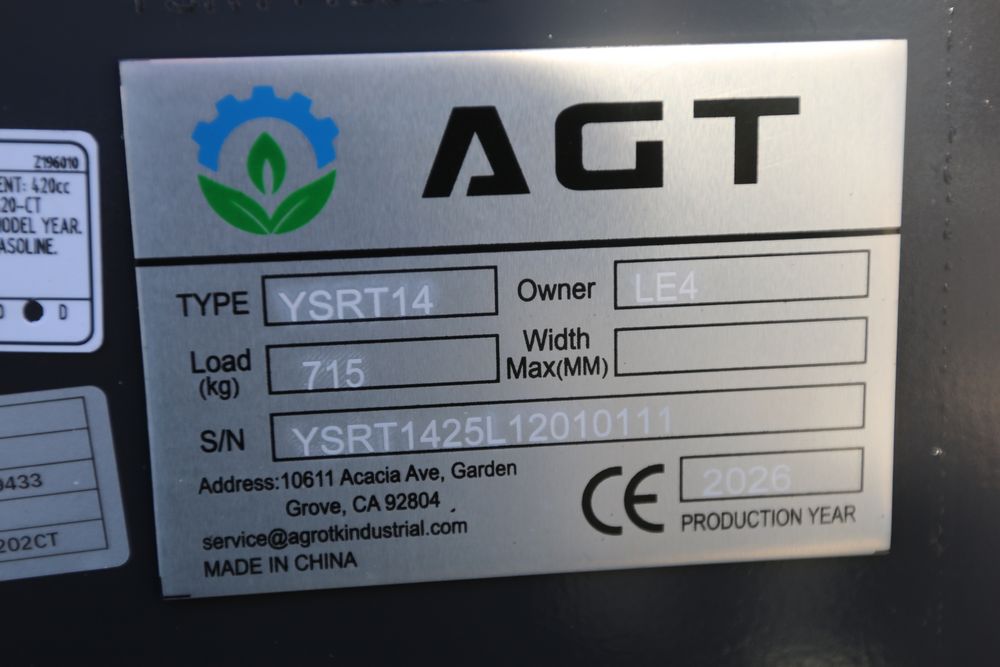 AGT
TYPE YSRT14 Owner LE4
Load (kg) 715 Width Max(MM)
S/N YSRT1425L12010111
Address:10611 Acacia Ave, Garden
Grove, CA 92804
service@agrotkindustrial.com
MADE IN CHINA
CE 2026
PRODUCTION YEAR
Z196010
ENT: 420cc
20-CT
ODEL YEAR.
ASOLINE.
D
9433
202CT